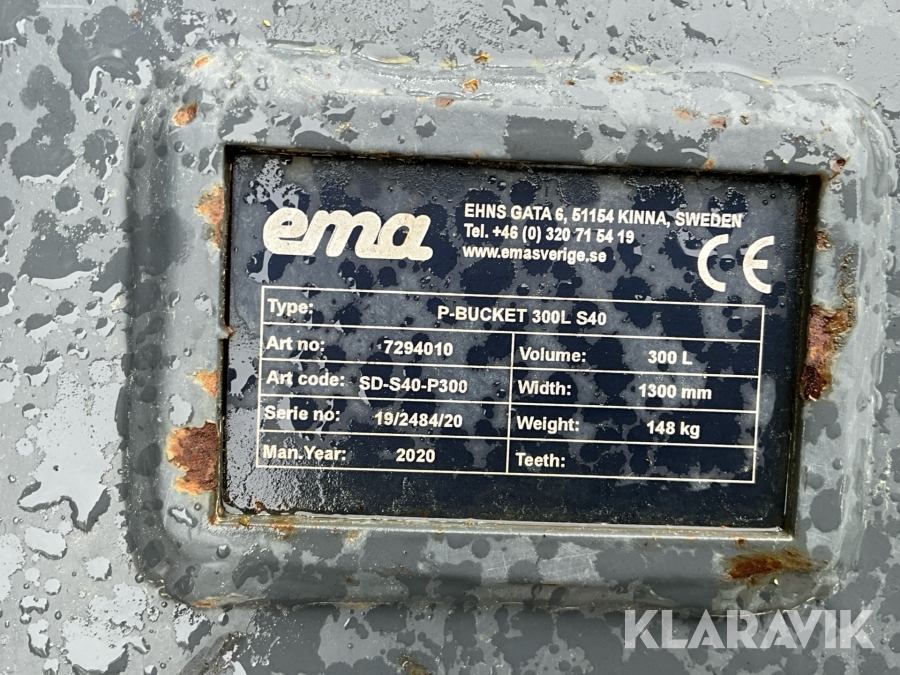 ema
EHNS GATA 6, 51154 KINNA, SWEDEN
Tel. +46 (0) 320 71 54 19
www.emasverige.se
CE
Type: P-BUCKET 300L S40
Art no: 7294010 Volume: 300 L
Art code: SD-S40-P300 Width: 1300 mm
Serie no: 19/2484/20 Weight: 148 kg
Man.Year: 2020 Teeth:
KLARAVIK